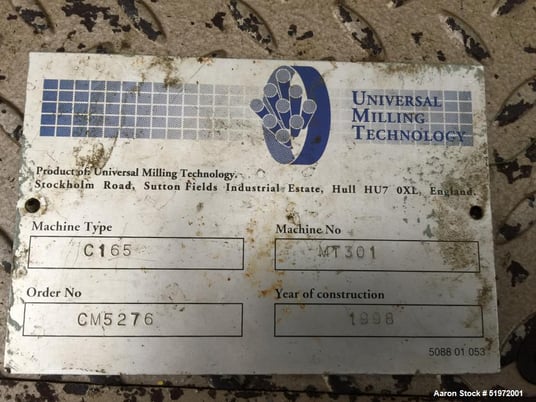 UNIVERSAL
MILLING
TECHNOLOGY
Product of: Universal Milling Technology.
Stockholm Road, Sutton Fields Industrial Estate, Hull HU7 0XL, England.
Machine Type
C165
Machine No
MT301
Order No
CM5276
Year of construction
1998
5088 01 053
Aaron Stock # 51972001